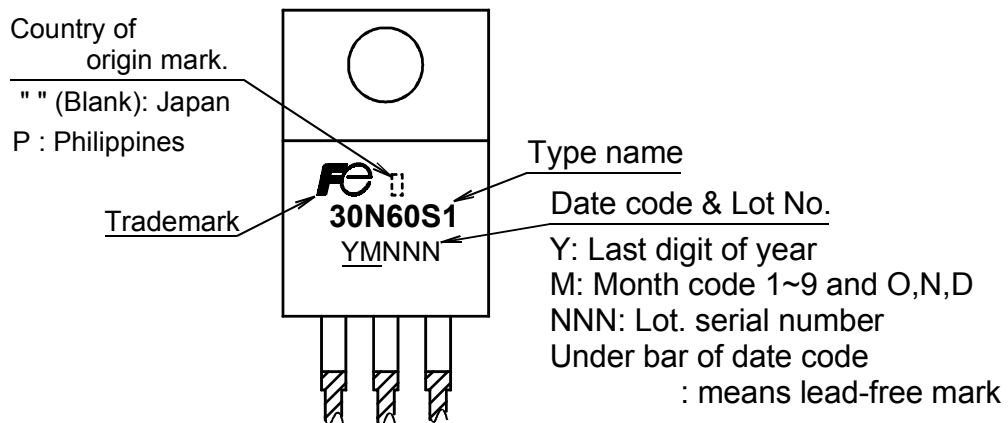 Country of
origin mark.
" " (Blank): Japan
P : Philippines
Trademark
Fe
30N60S1
YMNNN
Type name
Date code & Lot No.
Y: Last digit of year
M: Month code 1~9 and O,N,D
NNN: Lot. serial number
Under bar of date code
: means lead-free mark